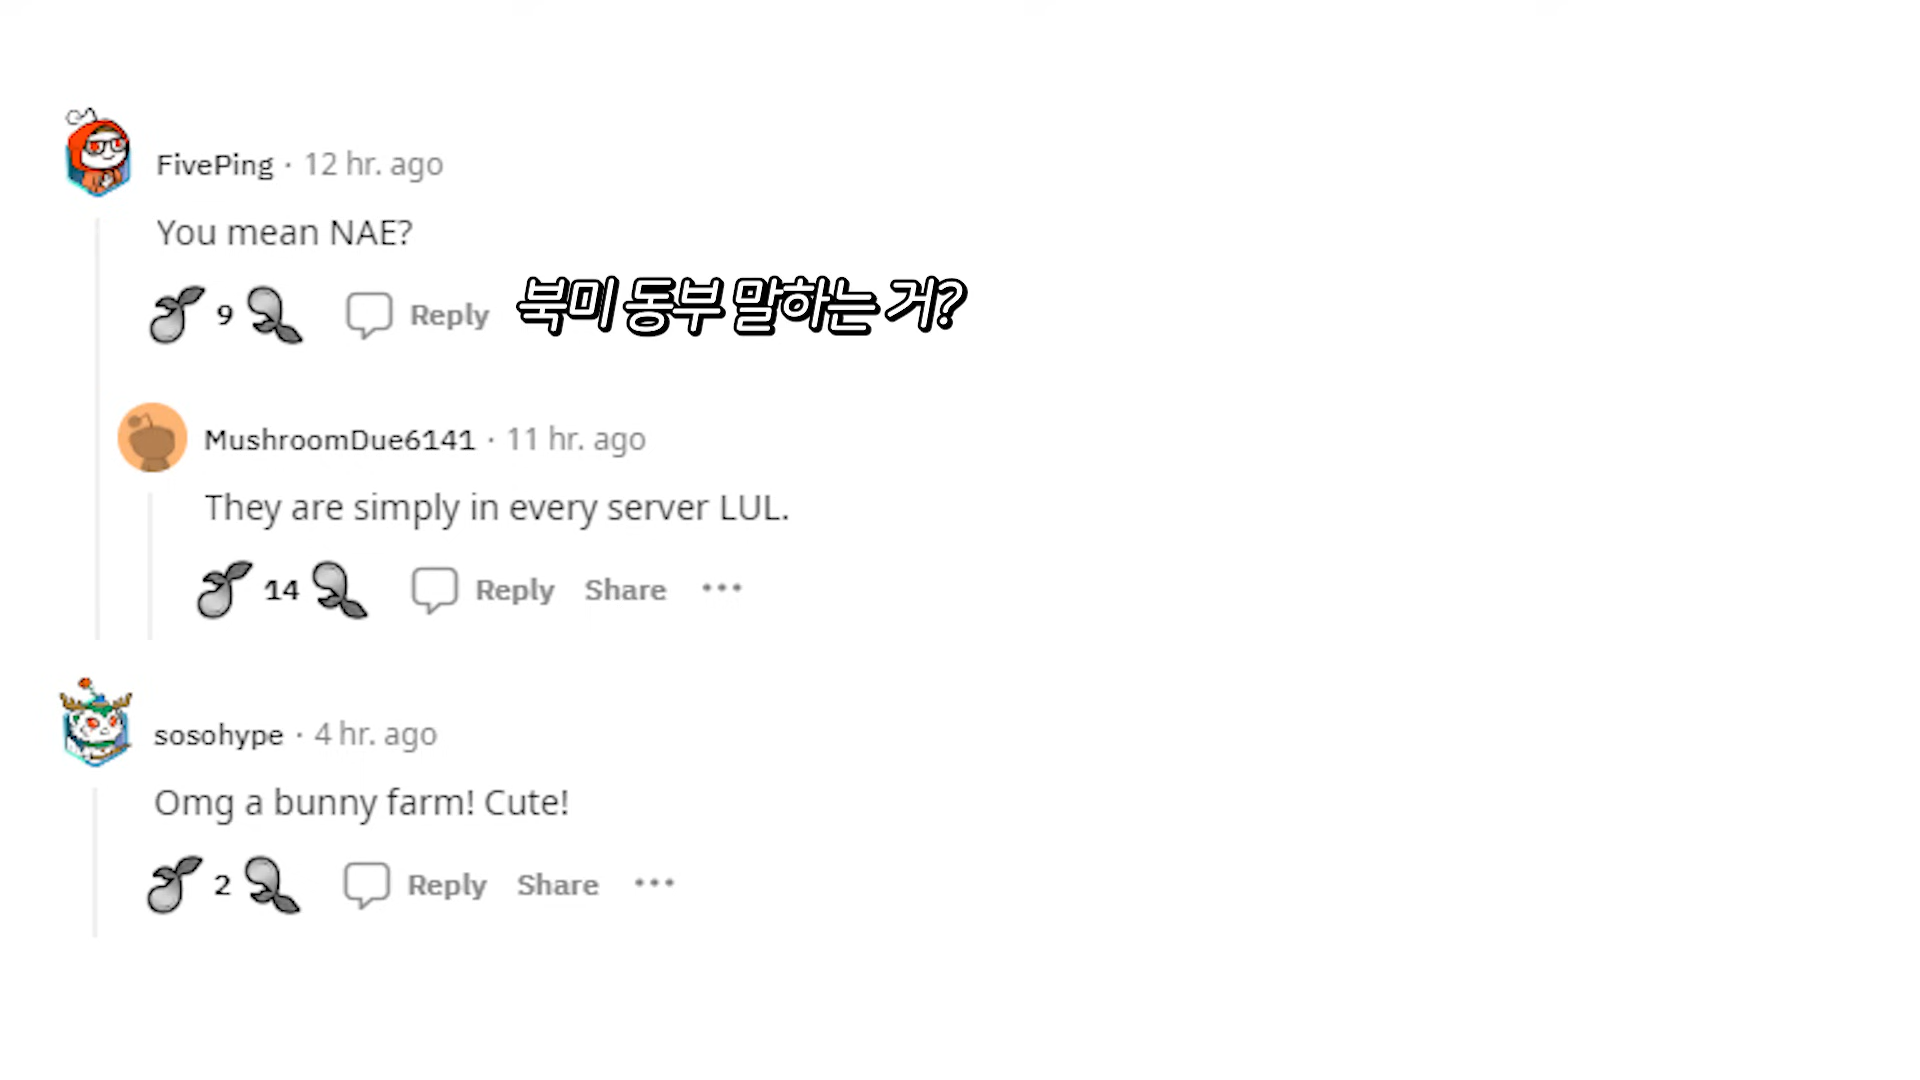 FivePing · 12 hr. ago
You mean NAE?
9 Reply 북미 동부 말하는 거?
MushroomDue6141 · 11 hr. ago
They are simply in every server LUL.
14 Reply Share •••
sosohype · 4 hr. ago
Omg a bunny farm! Cute!
2 Reply Share •••